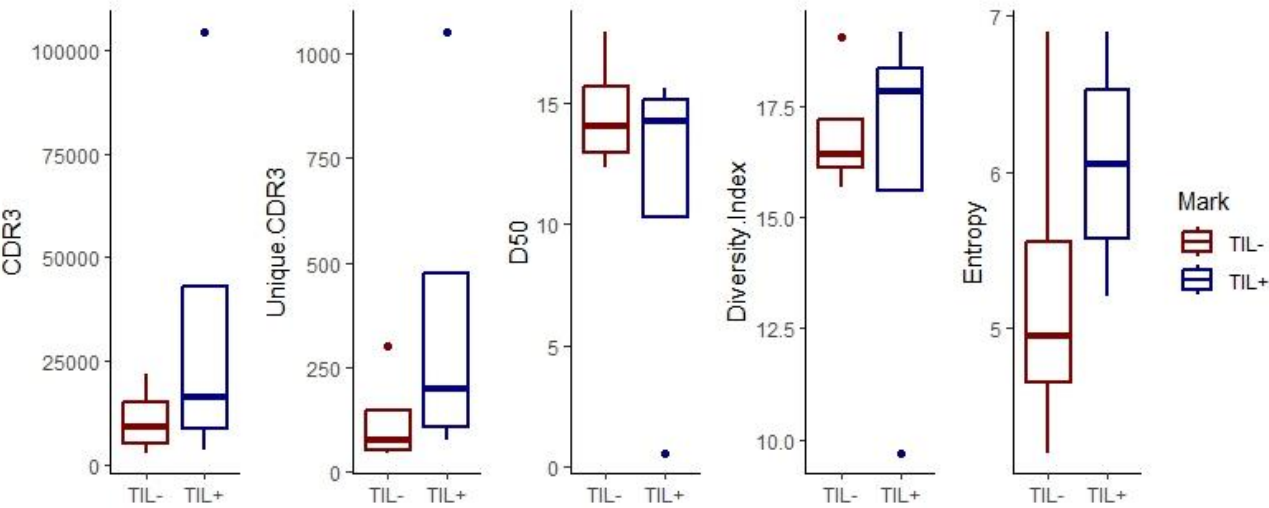 CDR3
100000
75000
50000
25000
0
TIL-
TIL+
Unique.CDR3
1000
750
500
250
0
TIL-
TIL+
D50
15
10
5
0
TIL-
TIL+
Diversity.Index
17.5
15.0
12.5
10.0
TIL-
TIL+
Entropy
7
6
5
TIL-
TIL+
Mark
TIL-
TIL+